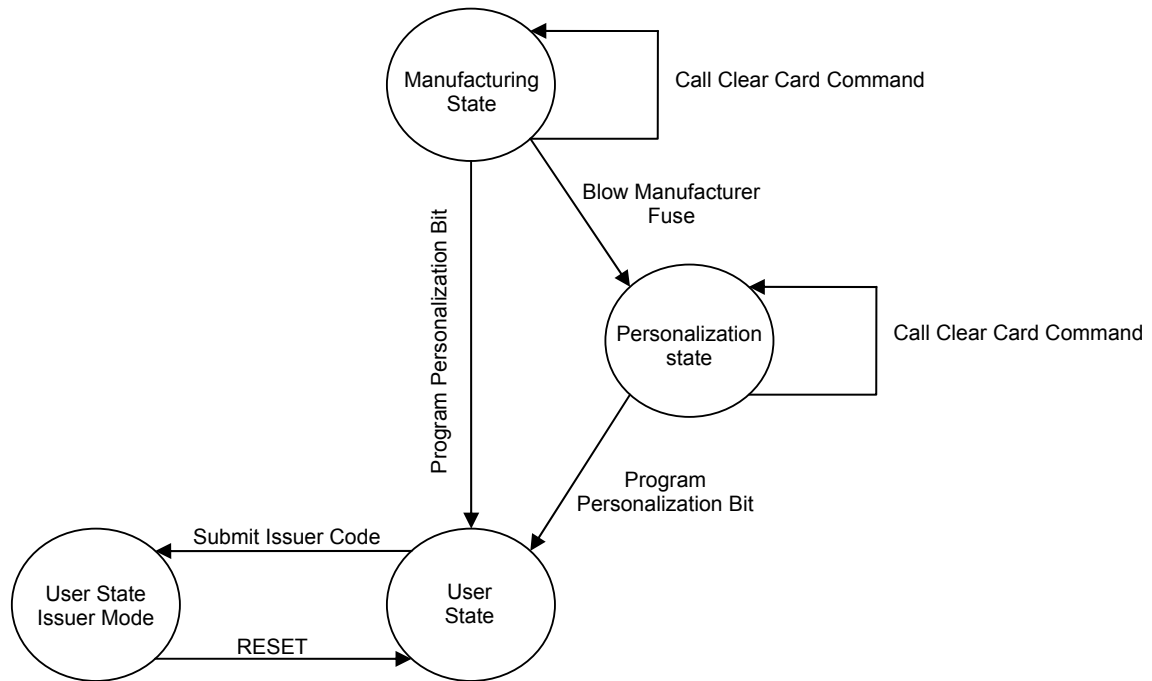 Manufacturing
State
Call Clear Card Command
Blow Manufacturer
Fuse
Program Personalization Bit
Personalization
state
Call Clear Card Command
Program
Personalization Bit
Submit Issuer Code
User State
Issuer Mode
User
State
RESET